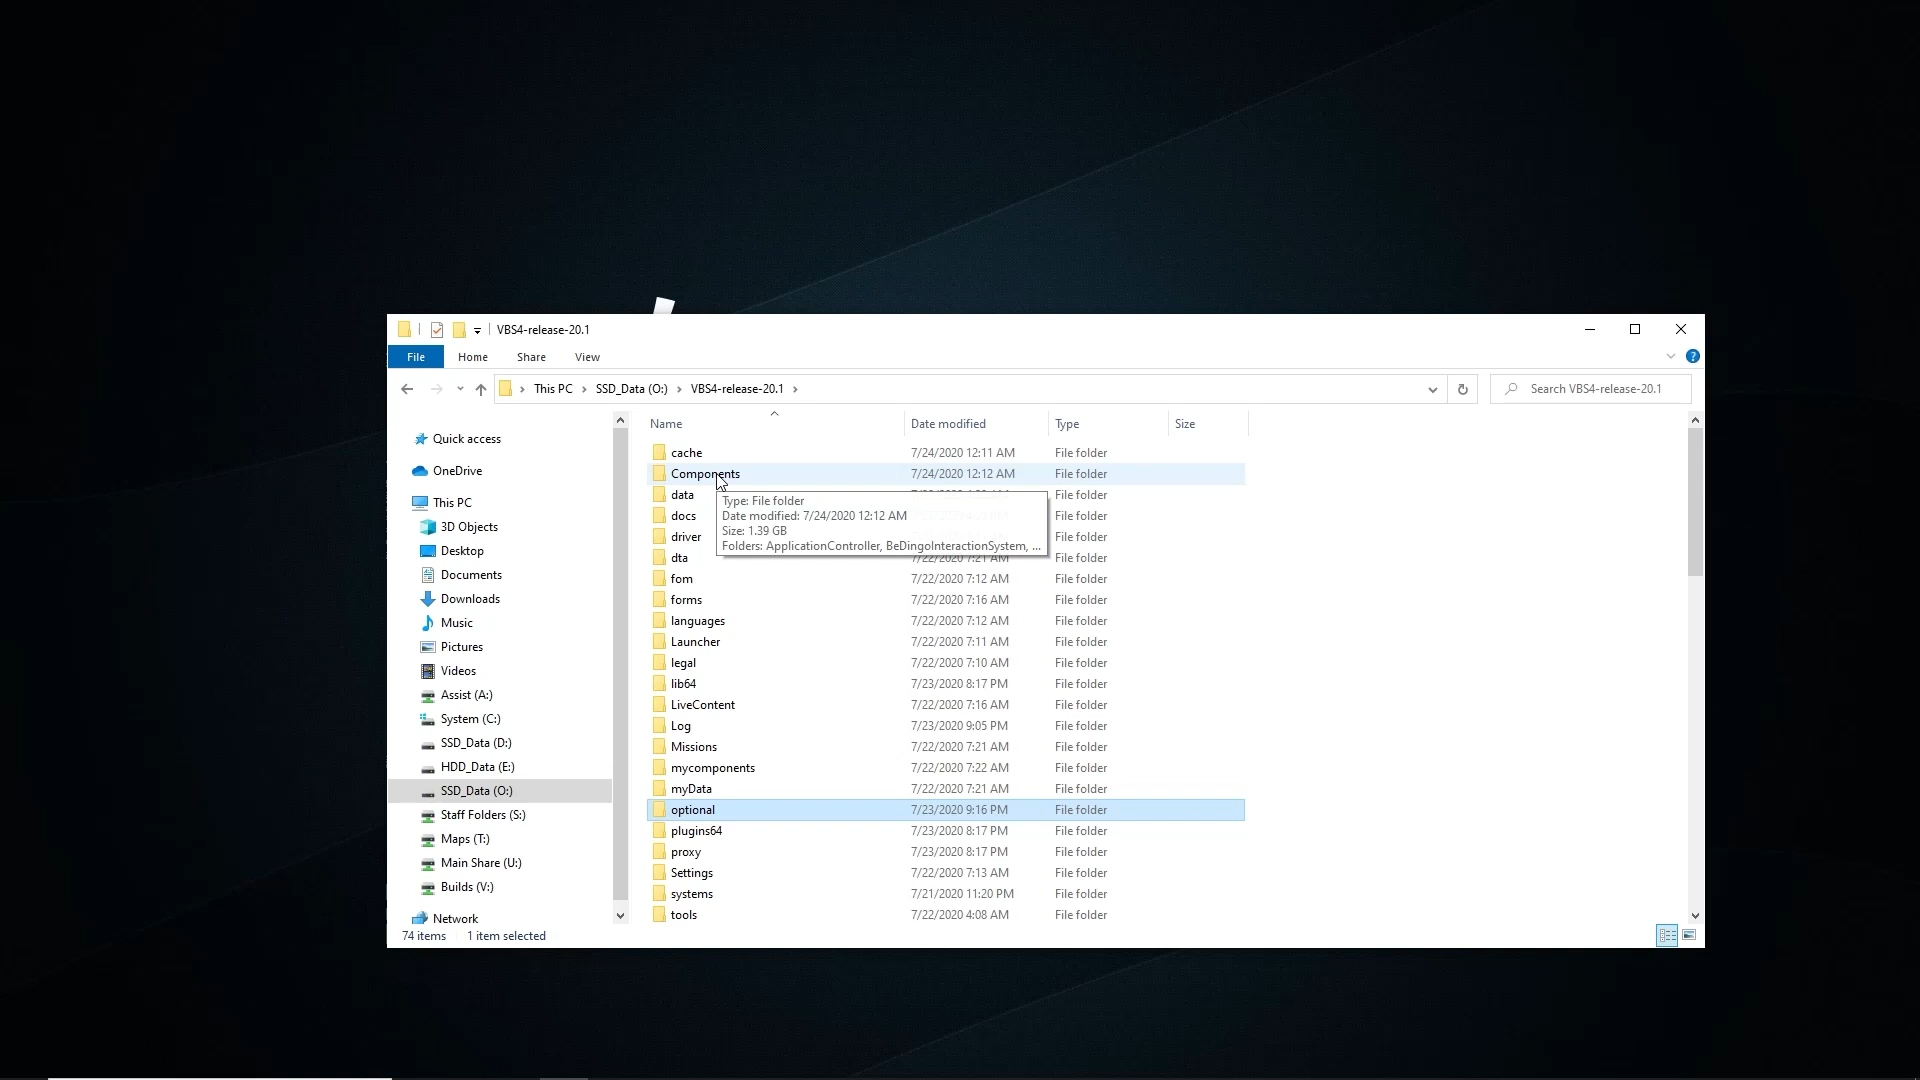 VBS4-release-20.1
File Home Share View
This PC SSD_Data (O:) VBS4-release-20.1 Search VBS4-release-20.1
Name Date modified Type Size
Quick access
OneDrive
This PC
3D Objects
Desktop
Documents
Downloads
Music
Pictures
Videos
Assist (A:)
System (C:)
SSD_Data (D:)
HDD_Data (E:)
SSD_Data (O:)
Staff Folders (S:)
Maps (T:)
Main Share (U:)
Builds (V:)
Network
cache 7/24/2020 12:11 AM File folder
Components 7/24/2020 12:12 AM File folder
data File folder
Type: File folder
Date modified: 7/24/2020 12:12 AM
Size: 1.39 GB
Folders: ApplicationController, BeDingoInteractionSystem, ...
docs File folder
driver File folder
dta 7/22/2020 7:21 AM File folder
fom 7/22/2020 7:12 AM File folder
forms 7/22/2020 7:16 AM File folder
languages 7/22/2020 7:12 AM File folder
Launcher 7/22/2020 7:11 AM File folder
legal 7/22/2020 7:10 AM File folder
lib64 7/23/2020 8:17 PM File folder
LiveContent 7/22/2020 7:16 AM File folder
Log 7/23/2020 9:05 PM File folder
Missions 7/22/2020 7:21 AM File folder
mycomponents 7/22/2020 7:22 AM File folder
myData 7/22/2020 7:21 AM File folder
optional 7/23/2020 9:16 PM File folder
plugins64 7/23/2020 8:17 PM File folder
proxy 7/23/2020 8:17 PM File folder
Settings 7/22/2020 7:13 AM File folder
systems 7/21/2020 11:20 PM File folder
tools 7/22/2020 4:08 AM File folder
74 items 1 item selected